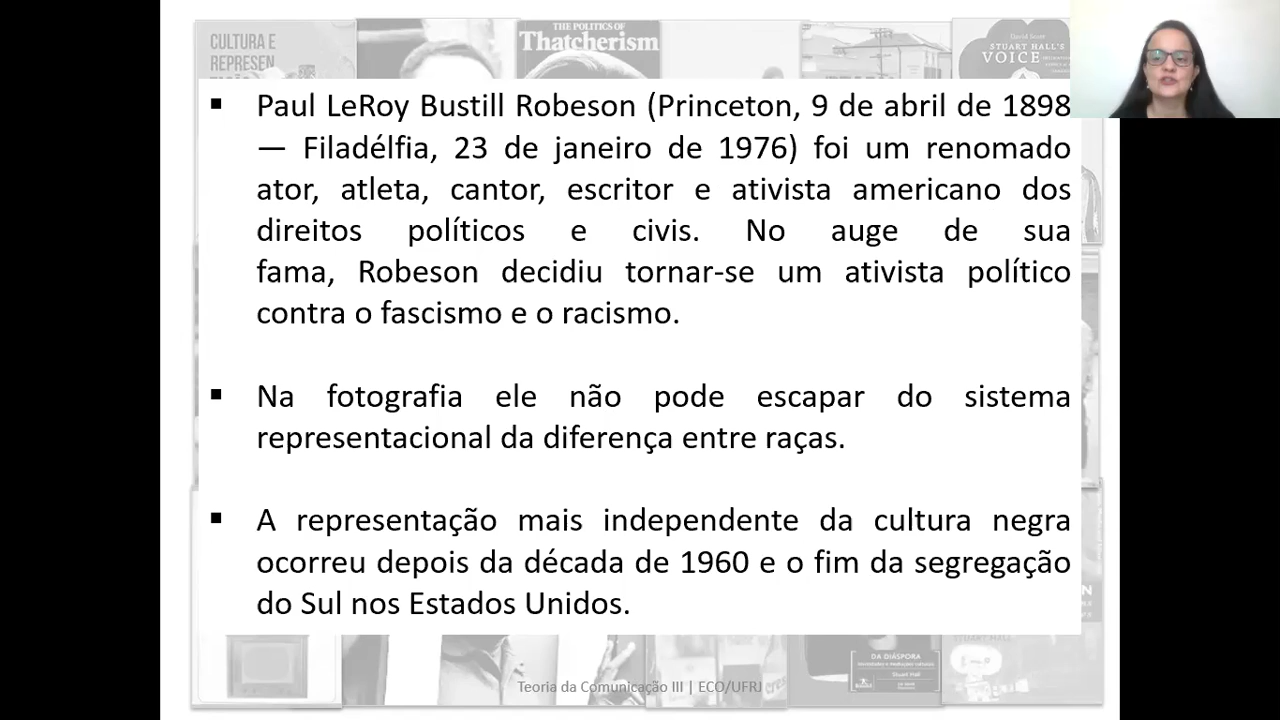 CULTURA E
REPRESEN
THE POLITICS OF
Thatcherism
David Scott
STUART HALL'S
VOICE
▪ Paul LeRoy Bustill Robeson (Princeton, 9 de abril de 1898
— Filadélfia, 23 de janeiro de 1976) foi um renomado
ator, atleta, cantor, escritor e ativista americano dos
direitos políticos e civis. No auge de sua
fama, Robeson decidiu tornar-se um ativista político
contra o fascismo e o racismo.
▪ Na fotografia ele não pode escapar do sistema
representacional da diferença entre raças.
▪ A representação mais independente da cultura negra
ocorreu depois da década de 1960 e o fim da segregação
do Sul nos Estados Unidos.
DA DIÁSPORA
Stuart Hall
Teoria da Comunicação III | ECO/UFRJ